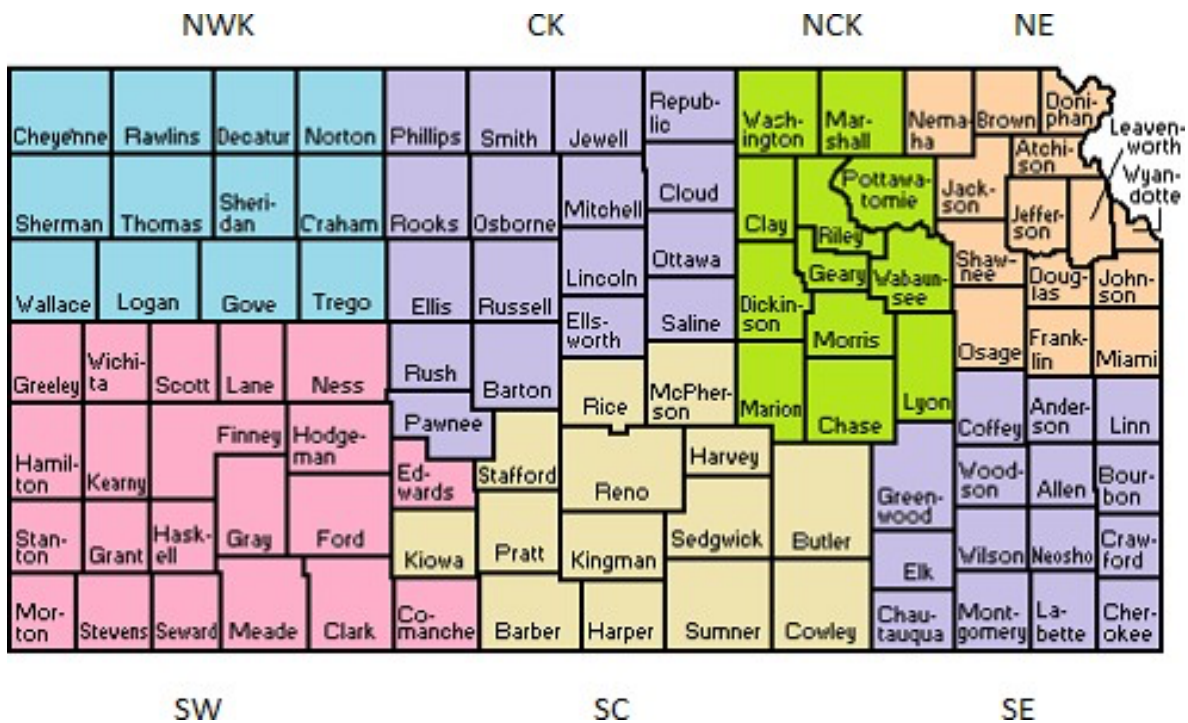 NWK CK NCK NE
Cheyenne Rawlins Decatur Norton Phillips Smith Jewell
Repub-
lic
Wash-
ington
Mar-
shall
Nema-
ha
Brown
Doni-
phan
Leaven-
worth
Wyan-
dotte
Atchi-
son
Sherman Thomas
Sheri-
dan
Craham Rooks Osborne Mitchell
Cloud
Clay
Riley
Pottawa-
tomie
Jack-
son
Jeffer-
son
Wallace Logan Gove Trego Ellis Russell
Lincoln
Ottawa
Ells-
worth
Saline
Dickin-
son
Geary
Wabaun-
see
Morris
Shaw-
nee
Doug-
las
John-
son
Osage
Frank-
lin
Miami
Greeley
Wichi-
ta
Scott Lane Ness Rush Barton
Rice
McPher-
son
Marion Chase Lyon
Coffey
Ander-
son
Linn
Hamil-
ton
Kearny
Finney
Hodge-
man
Pawnee
Ed-
wards
Stafford
Reno
Harvey
Green-
wood
Wood-
son
Allen
Bour-
bon
Stan-
ton
Grant
Hask-
ell
Gray Ford Kiowa Pratt Kingman Sedgwick Butler
Elk
Wilson Neosho
Craw-
ford
Mor-
ton
Stevens Seward Meade Clark
Co-
manche
Barber Harper Sumner Cowley
Chau-
tauqua
Mont-
gomery
La-
bette
Cher-
okee
SW SC SE